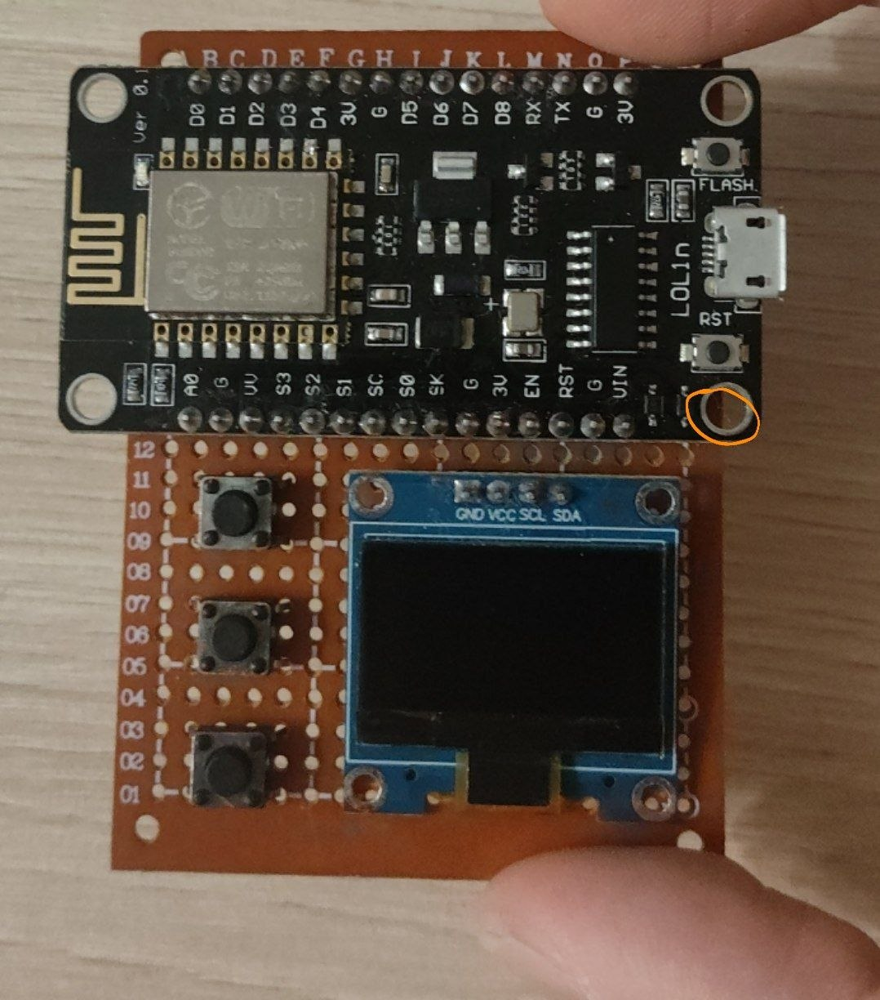 B C D E F G H I J K L M N O P
Ver 0.1
D0 D1 D2 D3 D4 3V G D5 D6 D7 D8 RX TX G 3V
FLASH
LOL1n
RST
A0 G VV S3 S2 S1 SC S0 SK G 3V EN RST G VIN
12
11
10
GND VCC SCL SDA
09
08
07
06
05
04
03
02
01